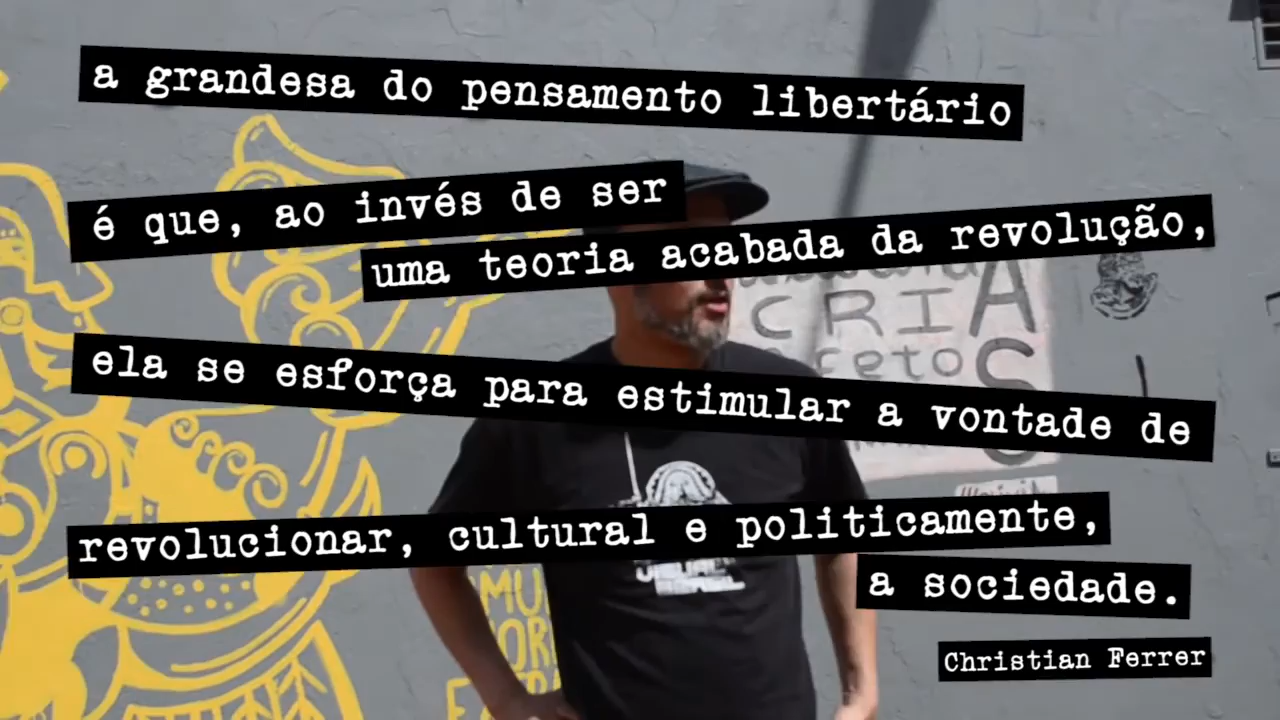 a grandesa do pensamento libertário
é que, ao invés de ser
uma teoria acabada da revolução,
CRIA
S
ela se esforça para estimular a vontade de
revolucionar, cultural e politicamente,
a sociedade.
Christian Ferrer